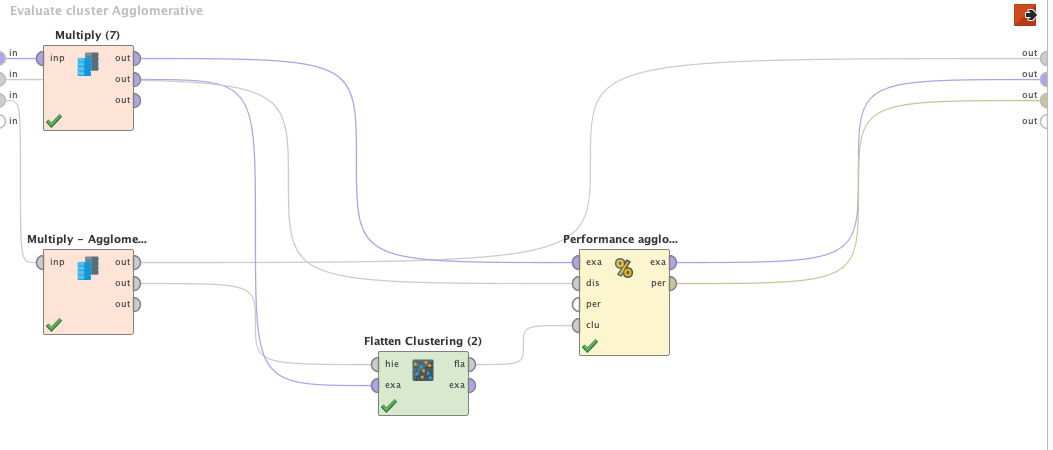 Evaluate cluster Agglomerative
Multiply (7)
in
in
in
in
inp
out
out
out
out
out
out
out
Multiply – Agglome...
inp
out
out
out
Performance agglo...
exa
dis
per
clu
%
exa
per
Flatten Clustering (2)
hie
exa
fla
exa